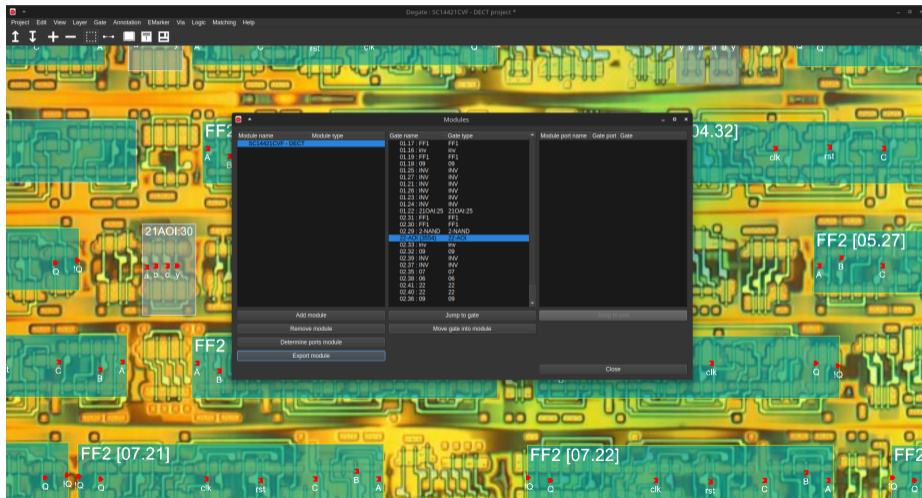 Degate : SC14421CVF - DECT project *
Project Edit View Layer Gate Annotation EMarker Via Logic Matching Help
C A rst clk Q y B a a B y Q
FF2
A
B
04.32]
clk rst C
21AOI:30
a b c y
Q !Q
FF2 [05.27]
A B C
FF2
C B A
A B
clk Q !Q
FF2 [07.21]
Q !Q Q clk rst C B A
FF2 [07.22]
Q clk rst C B A
FF2
Q
Modules
Module name Module type
SC14421CVF - DECT
Gate name Gate type
01.17 : FF1 FF1
01.16 : inv inv
01.19 : FF1 FF1
01.18 : 09 09
01.25 : INV INV
01.27 : INV INV
01.21 : INV INV
01.26 : INV INV
01.23 : INV INV
01.24 : INV INV
01.22 : 21OAI:25 21OAI:25
02.31 : FF1 FF1
02.30 : FF1 FF1
02.29 : 2-NAND 2-NAND
02.33 : inv inv
02.32 : 09 09
02.39 : INV INV
02.37 : INV INV
02.35 : 07 07
02.38 : 06 06
02.41 : 22 22
02.40 : 22 22
02.36 : 09 09
Module port name Gate port : Gate
Add module
Remove module
Determine ports module
Export module
Jump to gate
Move gate into module
Close